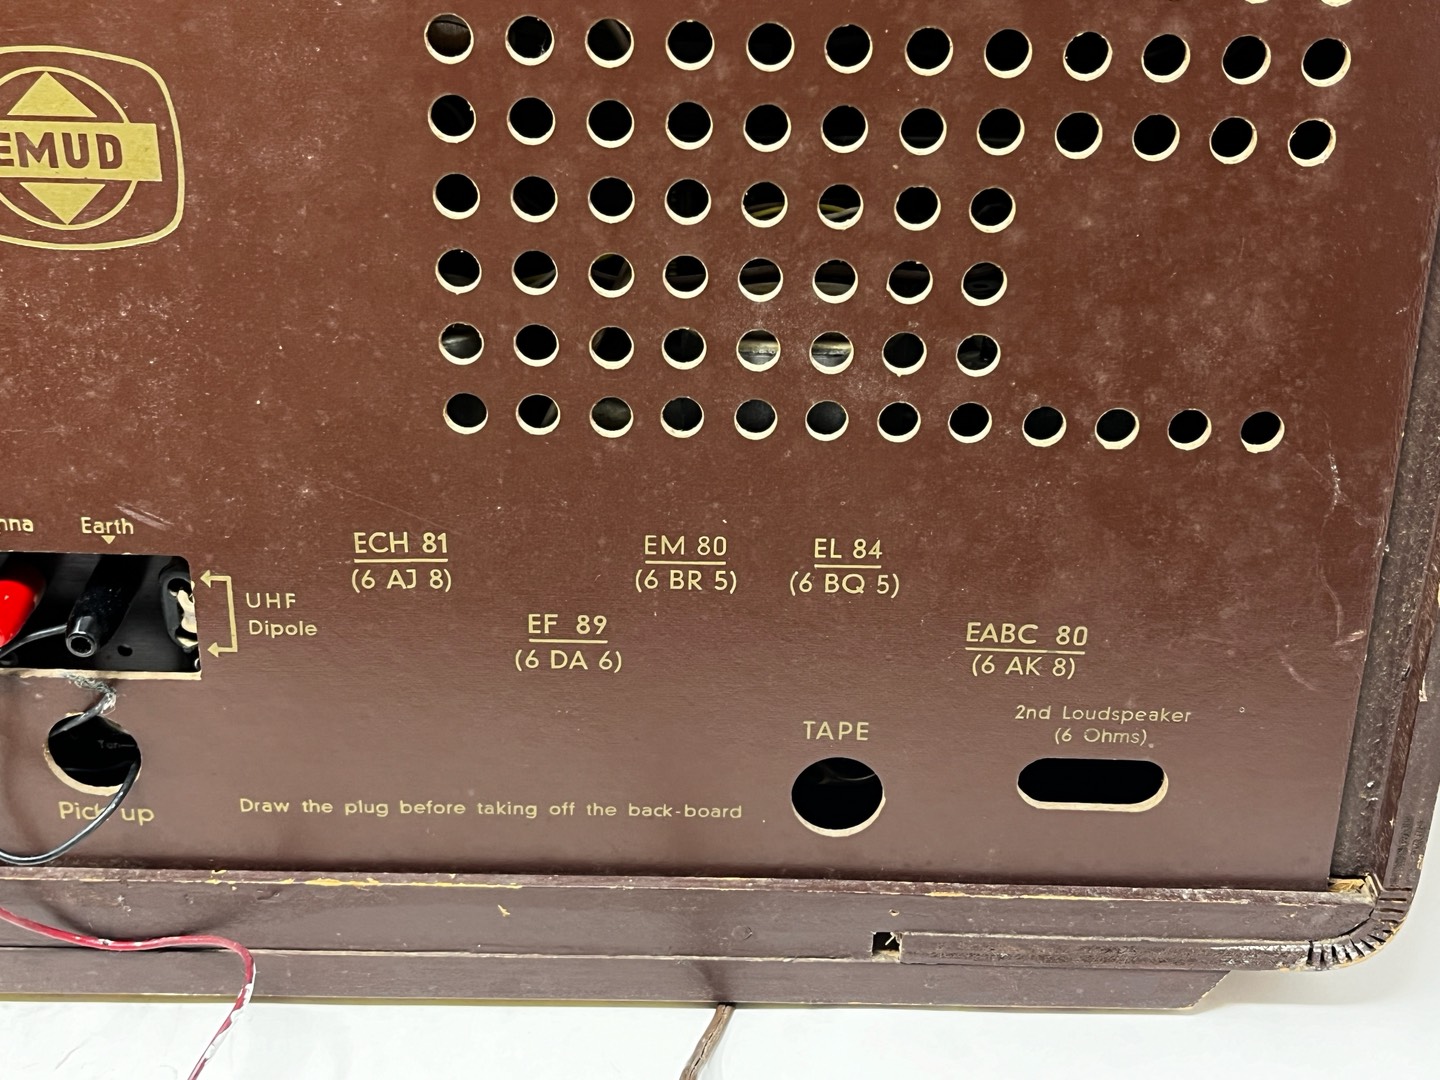 EMUD
Earth
ECH 81
(6 AJ 8)
EM 80
(6 BR 5)
EL 84
(6 BQ 5)
UHF
Dipole
EF 89
(6 DA 6)
EABC 80
(6 AK 8)
2nd Loudspeaker
(6 Ohms)
TAPE
Pick up
Draw the plug before taking off the back-board